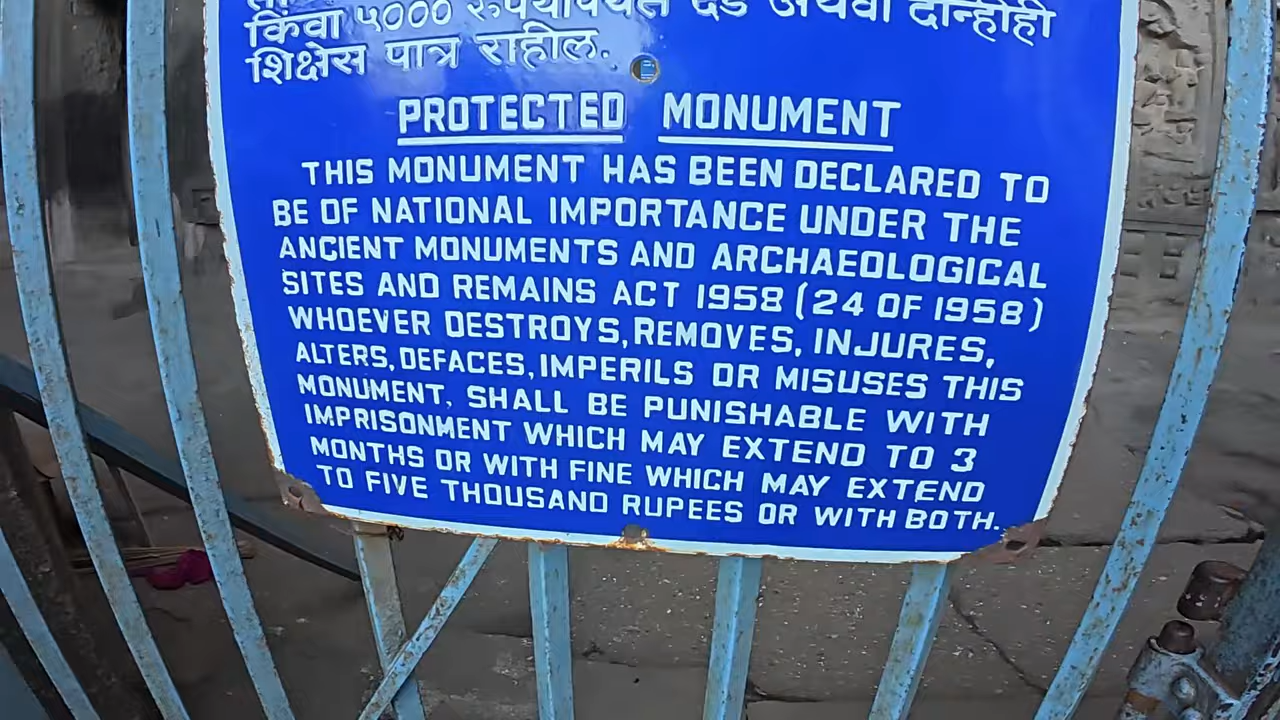 किंवा ५००० रुपयांपर्यंत दंड अथवा दोन्हीही
शिक्षेस पात्र राहील.
PROTECTED MONUMENT
THIS MONUMENT HAS BEEN DECLARED TO
BE OF NATIONAL IMPORTANCE UNDER THE
ANCIENT MONUMENTS AND ARCHAEOLOGICAL
SITES AND REMAINS ACT 1958 (24 OF 1958)
WHOEVER DESTROYS, REMOVES, INJURES,
ALTERS, DEFACES, IMPERILS OR MISUSES THIS
MONUMENT, SHALL BE PUNISHABLE WITH
IMPRISONMENT WHICH MAY EXTEND TO 3
MONTHS OR WITH FINE WHICH MAY EXTEND
TO FIVE THOUSAND RUPEES OR WITH BOTH.